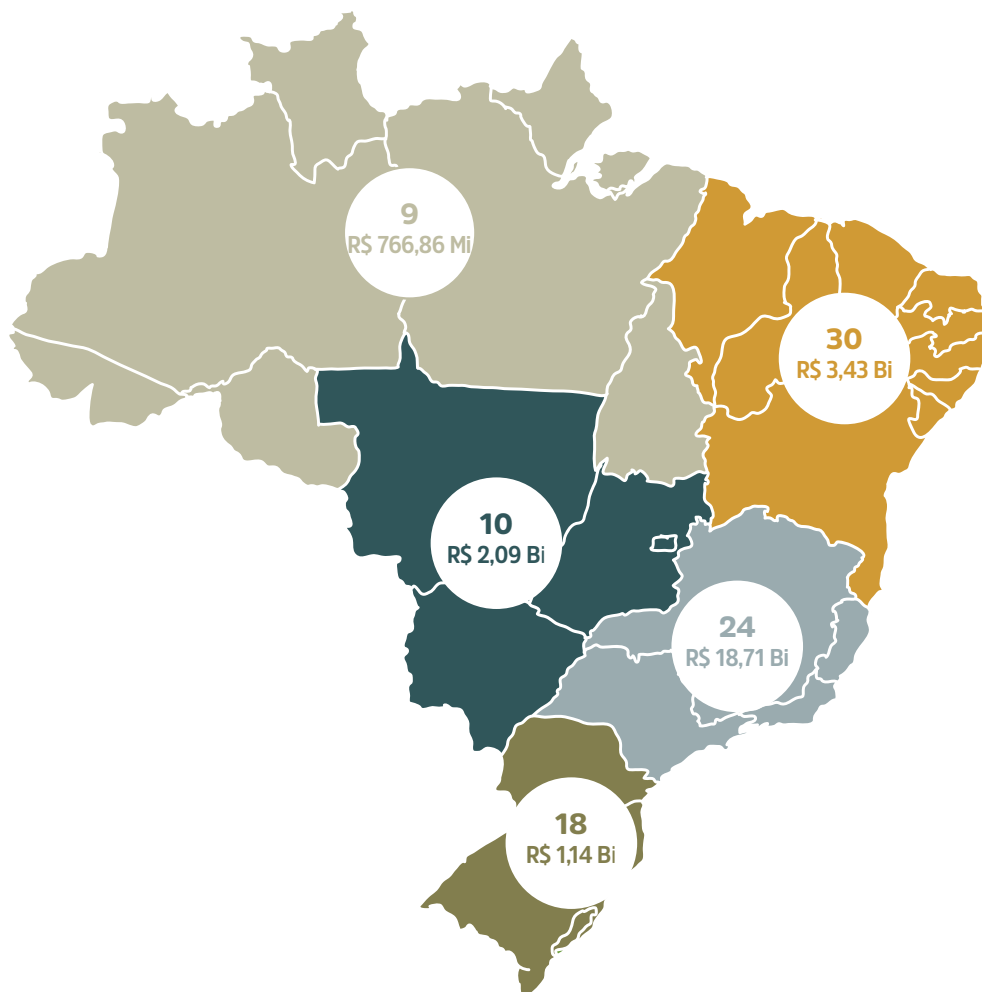 9
R$ 766,86 Mi
30
R$ 3,43 Bi
10
R$ 2,09 Bi
24
R$ 18,71 Bi
18
R$ 1,14 Bi